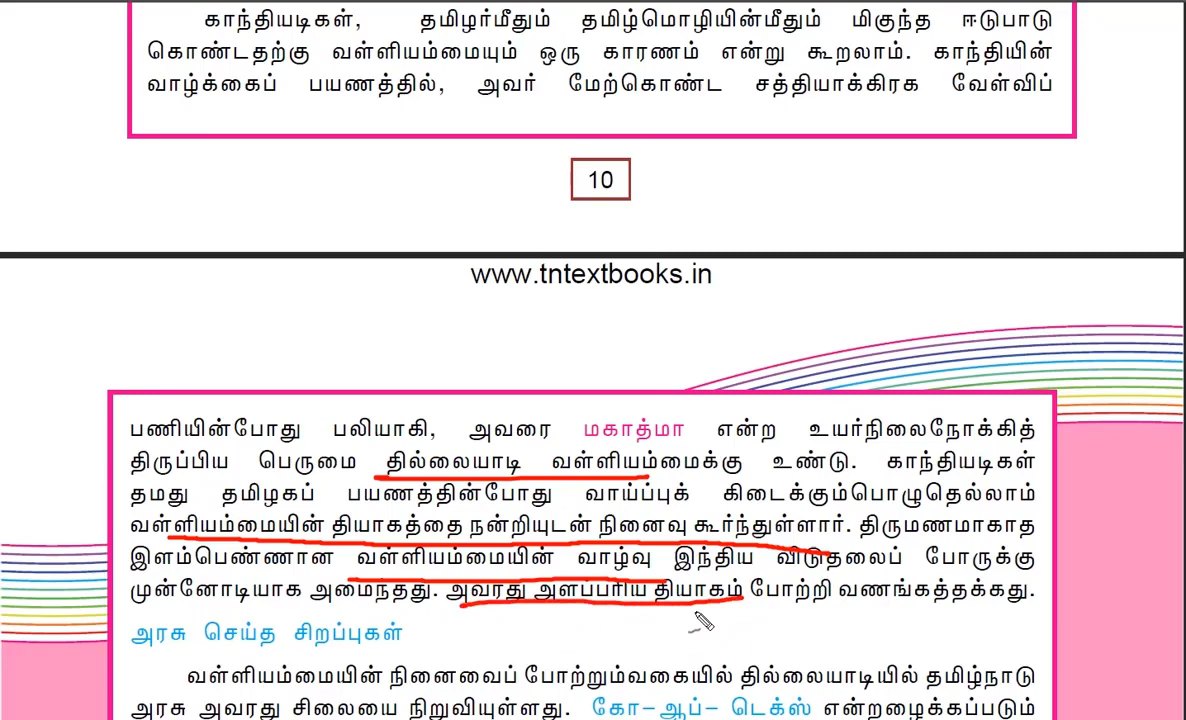 காந்தியடிகள், தமிழர்மீதும் தமிழ்மொழியின்மீதும் மிகுந்த ஈடுபாடு
கொண்டதற்கு வள்ளியம்மையும் ஒரு காரணம் என்று கூறலாம். காந்தியின்
வாழ்க்கைப் பயணத்தில், அவர் மேற்கொண்ட சத்தியாக்கிரக வேள்விப்
10
www.tntextbooks.in
பணியின்போது பலியாகி, அவரை மகாத்மா என்ற உயர்நிலைநோக்கித்
திருப்பிய பெருமை தில்லையாடி வள்ளியம்மைக்கு உண்டு. காந்தியடிகள்
தமது தமிழகப் பயணத்தின்போது வாய்ப்புக் கிடைக்கும்பொழுதெல்லாம்
வள்ளியம்மையின் தியாகத்தை நன்றியுடன் நினைவு கூர்ந்துள்ளார். திருமணமாகாத
இளம்பெண்ணான வள்ளியம்மையின் வாழ்வு இந்திய விடுதலைப் போருக்கு
முன்னோடியாக அமைந்தது. அவரது அளப்பரிய தியாகம் போற்றி வணங்கத்தக்கது.
அரசு செய்த சிறப்புகள்
வள்ளியம்மையின் நினைவைப் போற்றும்வகையில் தில்லையாடியில் தமிழ்நாடு
அரசு அவரது சிலையை நிறுவியுள்ளது. கோ-ஆப்- டெக்ஸ் என்றழைக்கப்படும்